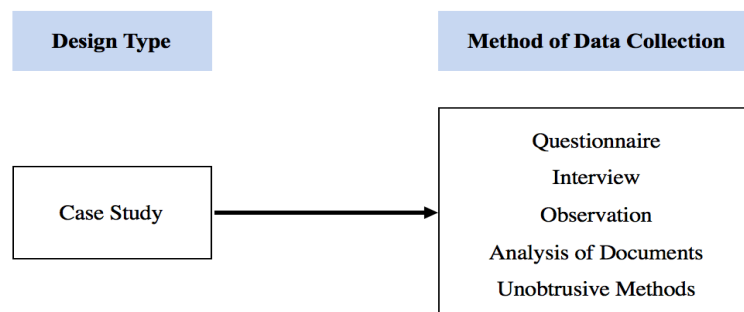 Design Type
Method of Data Collection
Case Study
Questionnaire
Interview
Observation
Analysis of Documents
Unobtrusive Methods